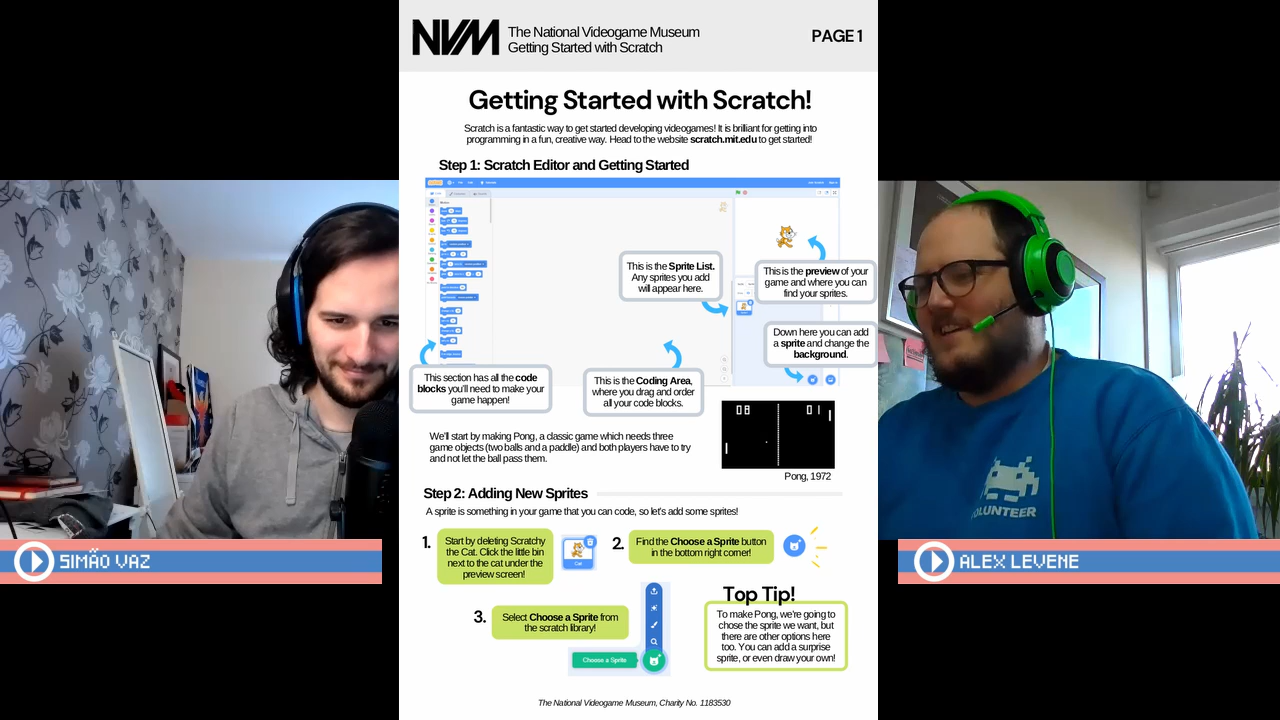 NVM
The National Videogame Museum
Getting Started with Scratch
PAGE 1
Getting Started with Scratch!
Scratch is a fantastic way to get started developing videogames! It is brilliant for getting into
programming in a fun, creative way. Head to the website scratch.mit.edu to get started!
Step 1: Scratch Editor and Getting Started
This is the Sprite List.
Any sprites you add
will appear here.
This is the preview of your
game and where you can
find your sprites.
Down here you can add
a sprite and change the
background.
This section has all the code
blocks you'll need to make your
game happen!
This is the Coding Area,
where you drag and order
all your code blocks.
We'll start by making Pong, a classic game which needs three
game objects (two balls and a paddle) and both players have to try
and not let the ball pass them.
Pong, 1972
Step 2: Adding New Sprites
A sprite is something in your game that you can code, so let's add some sprites!
1.
Start by deleting Scratchy
the Cat. Click the little bin
next to the cat under the
preview screen!
Cat
2.
Find the Choose a Sprite button
in the bottom right corner!
3.
Select Choose a Sprite from
the scratch library!
Choose a Sprite
Top Tip!
To make Pong, we're going to
chose the sprite we want, but
there are other options here
too. You can add a surprise
sprite, or even draw your own!
The National Videogame Museum, Charity No. 1183530
SIMÃO VAZ
ALEX LEVENE
VOLUNTEER